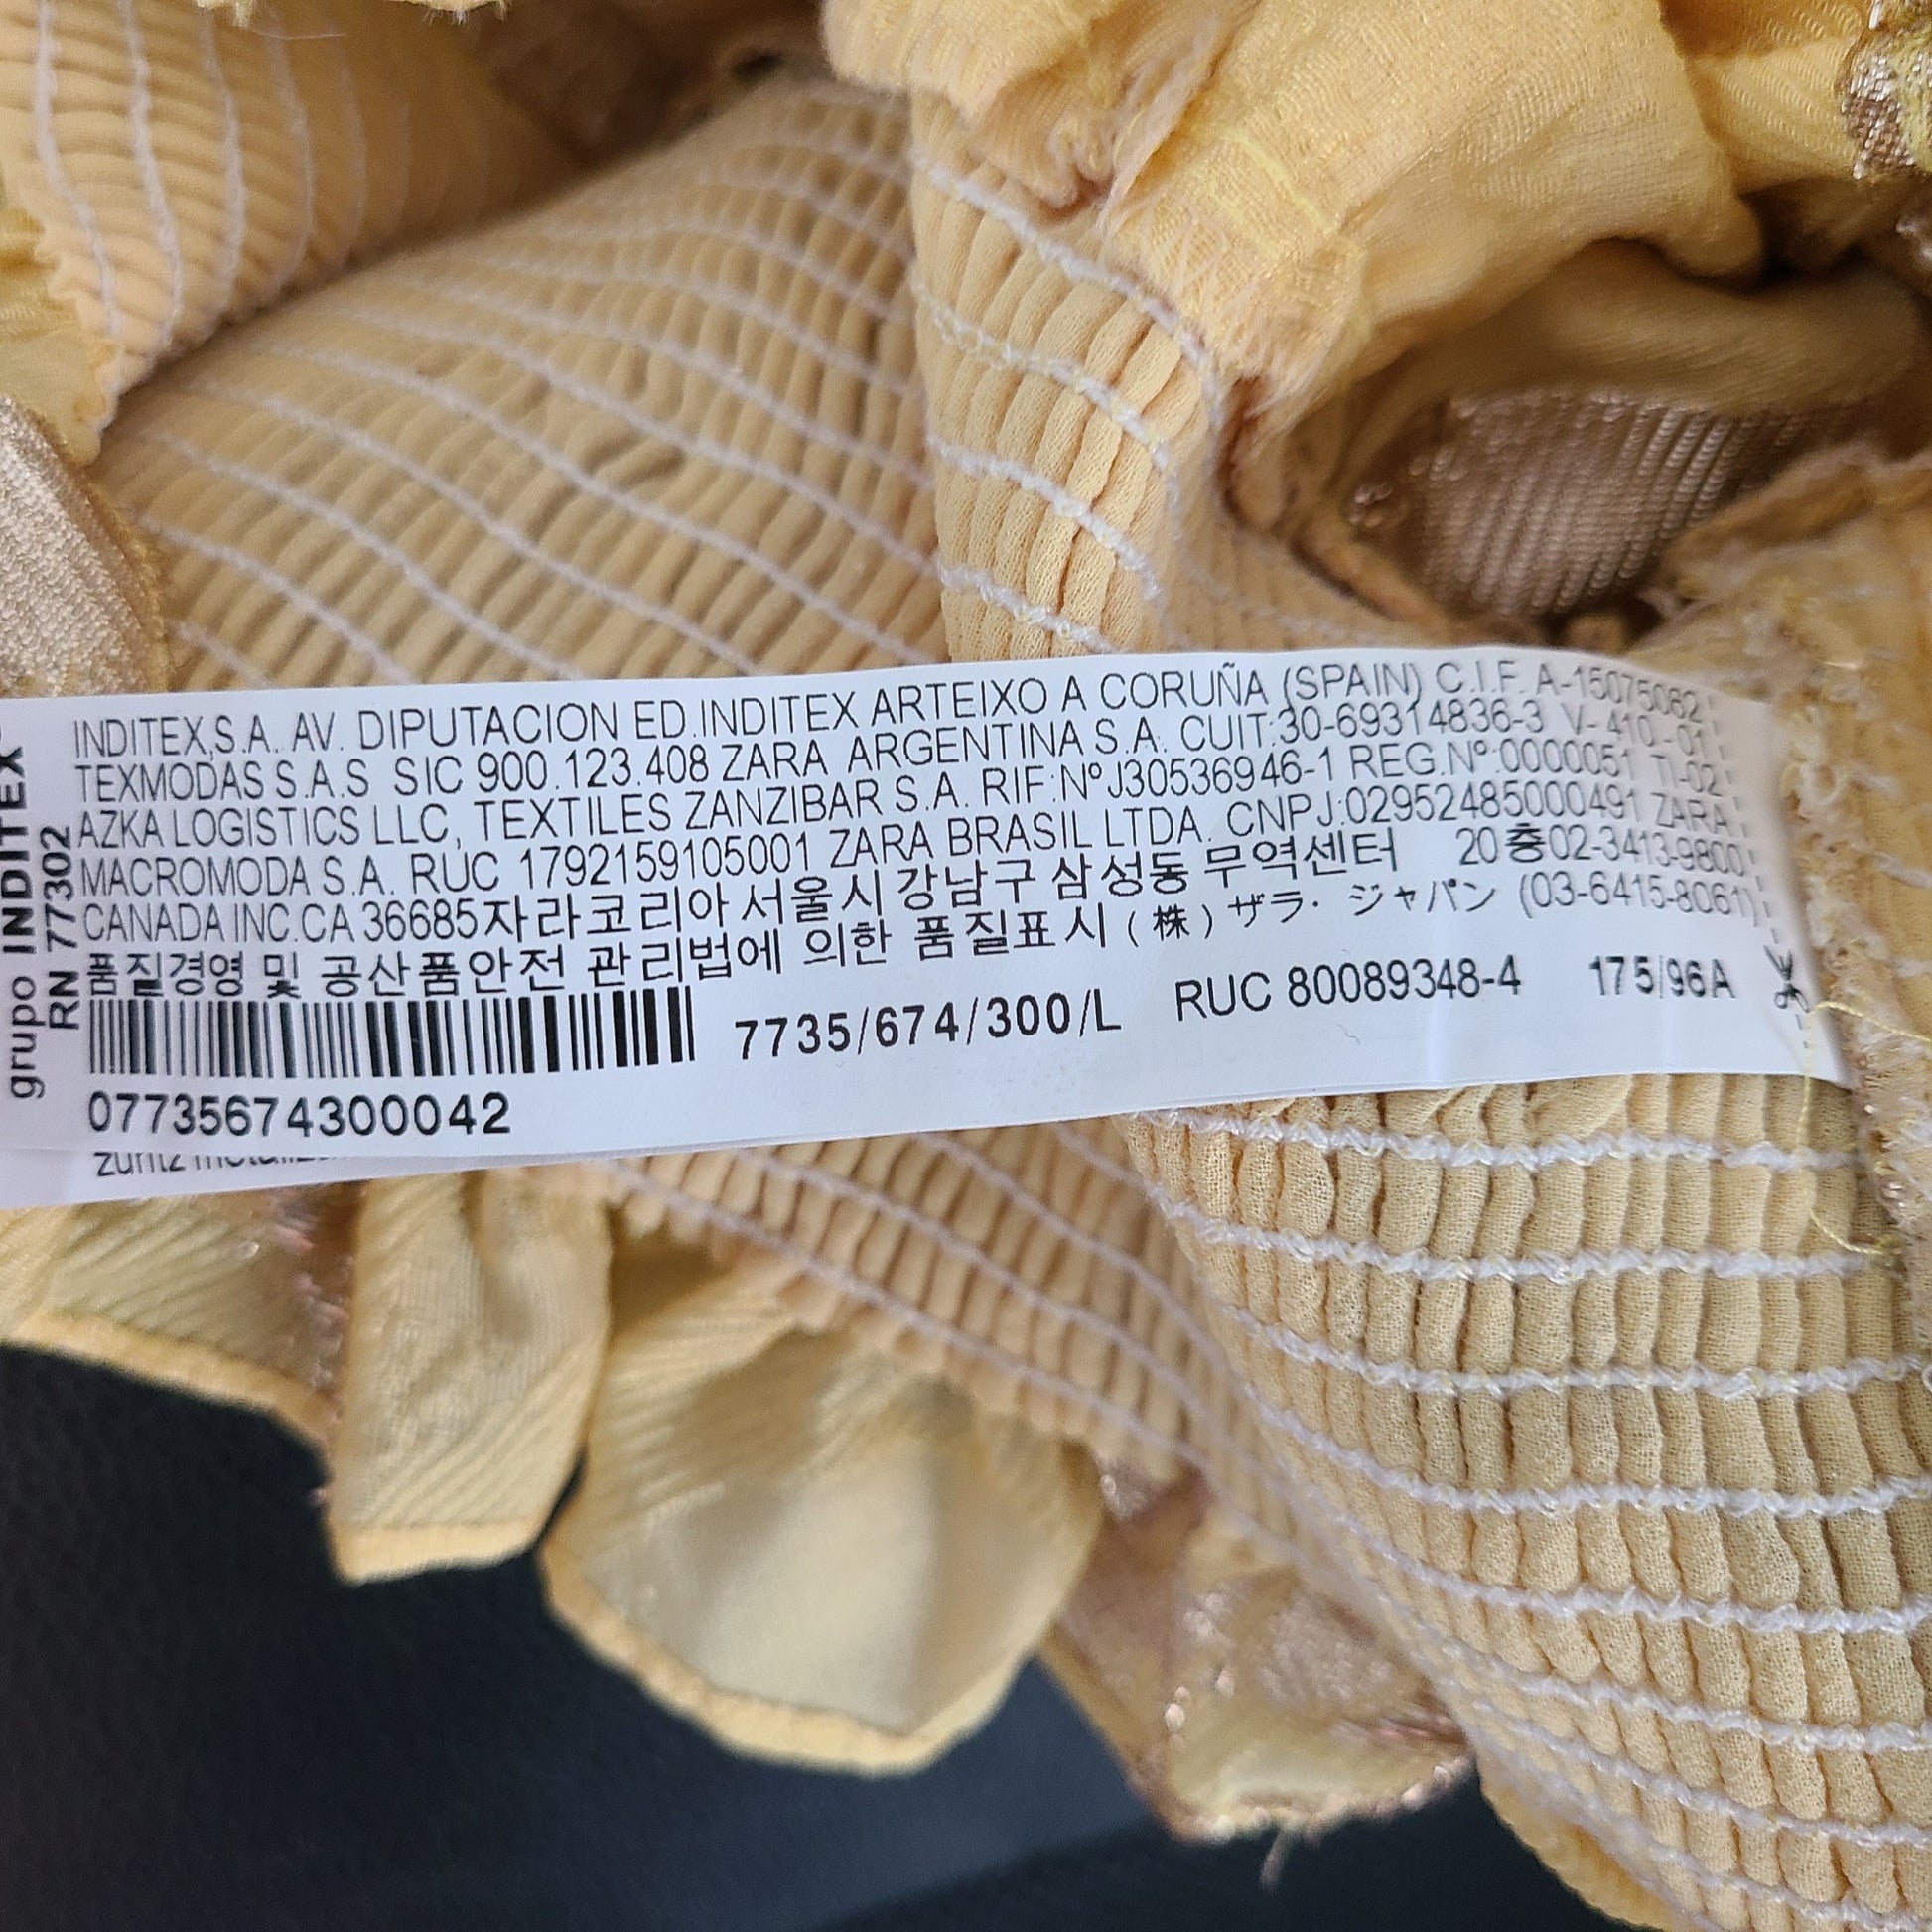 grupo INDITEX
RN 77302
INDITEX,S.A. AV. DIPUTACION ED.INDITEX ARTEIXO A CORUÑA (SPAIN) C.I.F. A-15075062
TEXMODAS S.A.S SIC 900.123.408 ZARA ARGENTINA S.A. CUIT:30-69314836-3 V-410-01
AZKA LOGISTICS LLC, TEXTILES ZANZIBAR S.A. RIF:Nº J30536946-1 REG.Nº:0000051 TI-02
MACROMODA S.A. RUC 1792159105001 ZARA BRASIL LTDA. CNPJ:02952485000491 ZARA
CANADA INC.CA 36685자라코리아 서울시 강남구 삼성동 무역센터 20층02-3413-9800
품질경영 및 공산품안전 관리법에 의한 품질표시 (株) ザラ・ジャパン (03-6415-8061)
7735/674/300/L RUC 80089348-4 175/96A
07735674300042